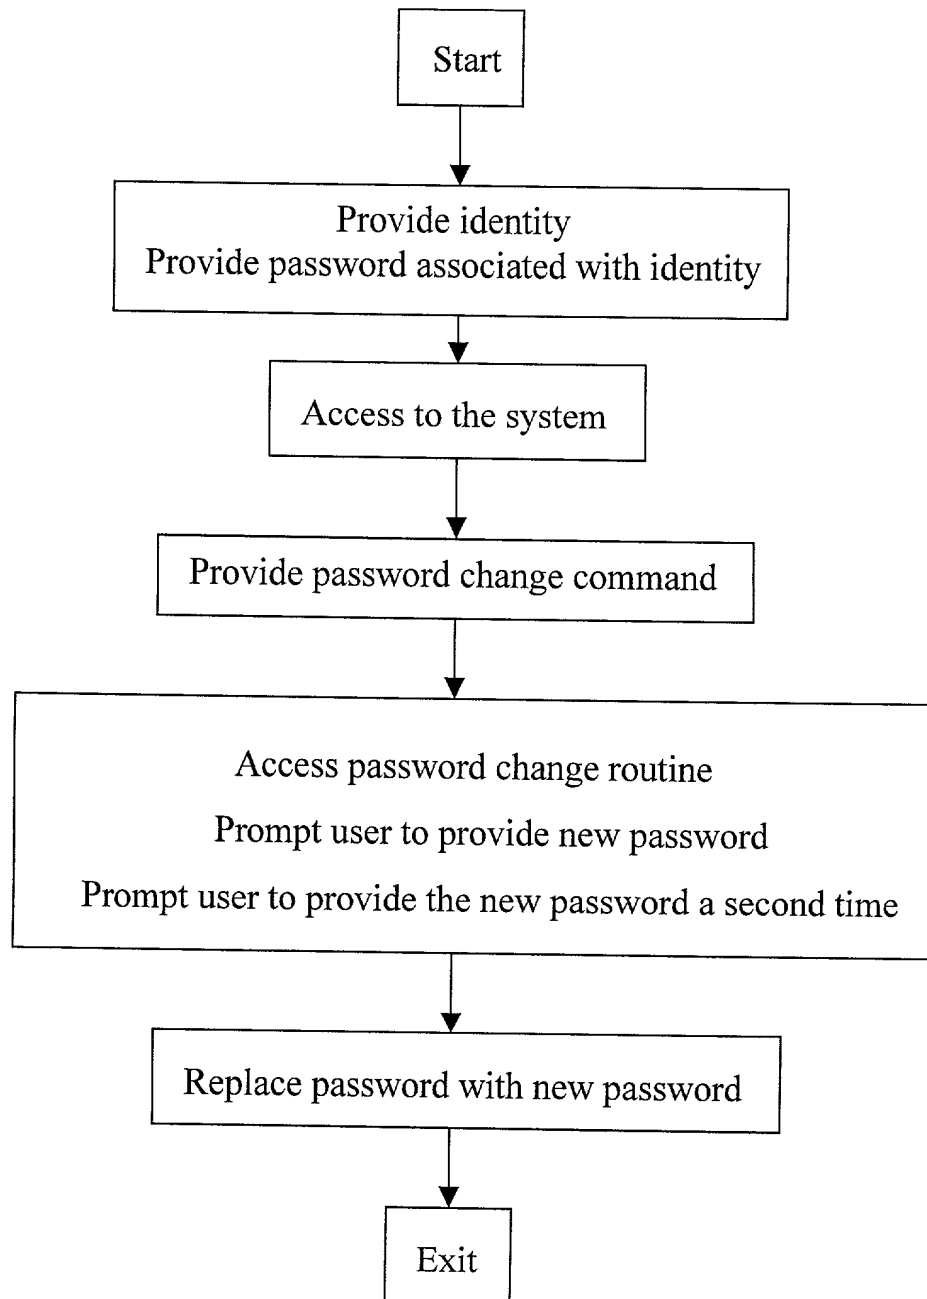 Start
Provide identity
Provide password associated with identity
Access to the system
Provide password change command
Access password change routine
Prompt user to provide new password
Prompt user to provide the new password a second time
Replace password with new password
Exit